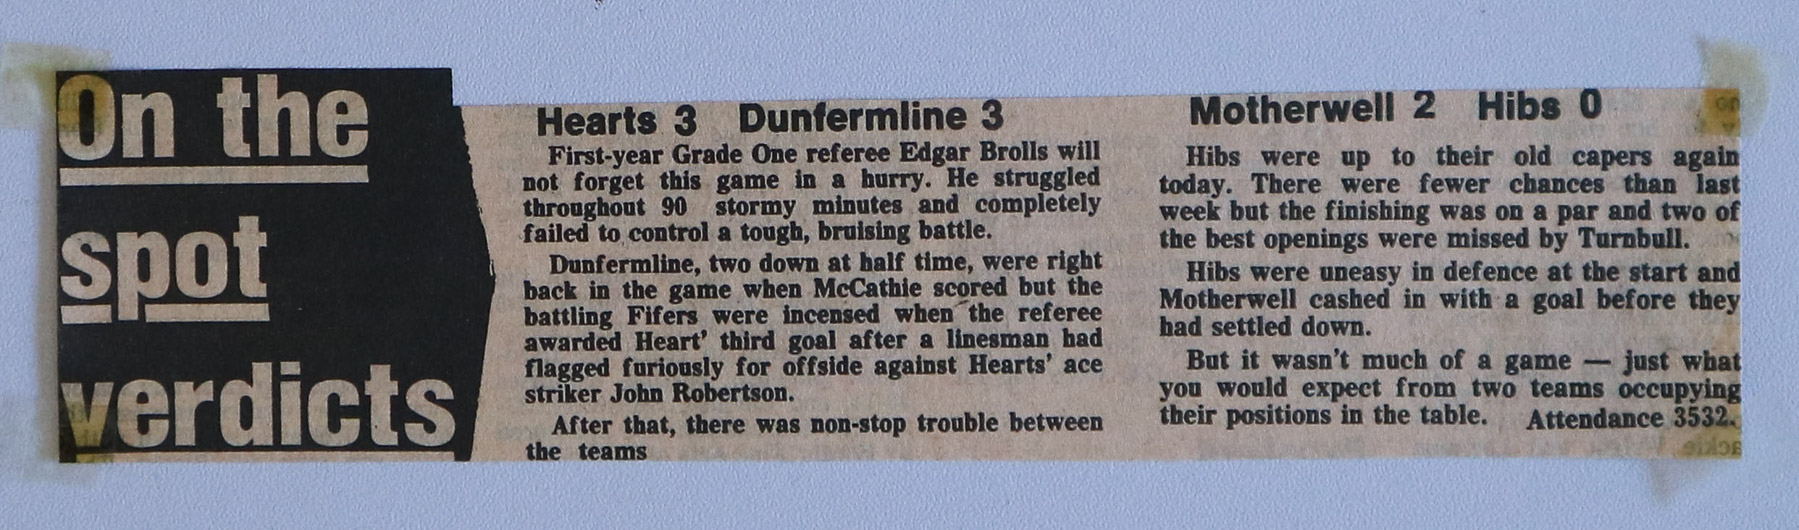 On the
spot
verdicts
Hearts 3 Dunfermline 3
First-year Grade One referee Edgar Brolls will
not forget this game in a hurry. He struggled
throughout 90 stormy minutes and completely
failed to control a tough, bruising battle.
Dunfermline, two down at half time, were right
back in the game when McCathie scored but the
battling Fifers were incensed when the referee
awarded Heart' third goal after a linesman had
flagged furiously for offside against Hearts' ace
striker John Robertson.
After that, there was non-stop trouble between
the teams
Motherwell 2 Hibs 0
Hibs were up to their old capers again
today. There were fewer chances than last
week but the finishing was on a par and two of
the best openings were missed by Turnbull.
Hibs were uneasy in defence at the start and
Motherwell cashed in with a goal before they
had settled down.
But it wasn't much of a game — just what
you would expect from two teams occupying
their positions in the table. Attendance 3532.